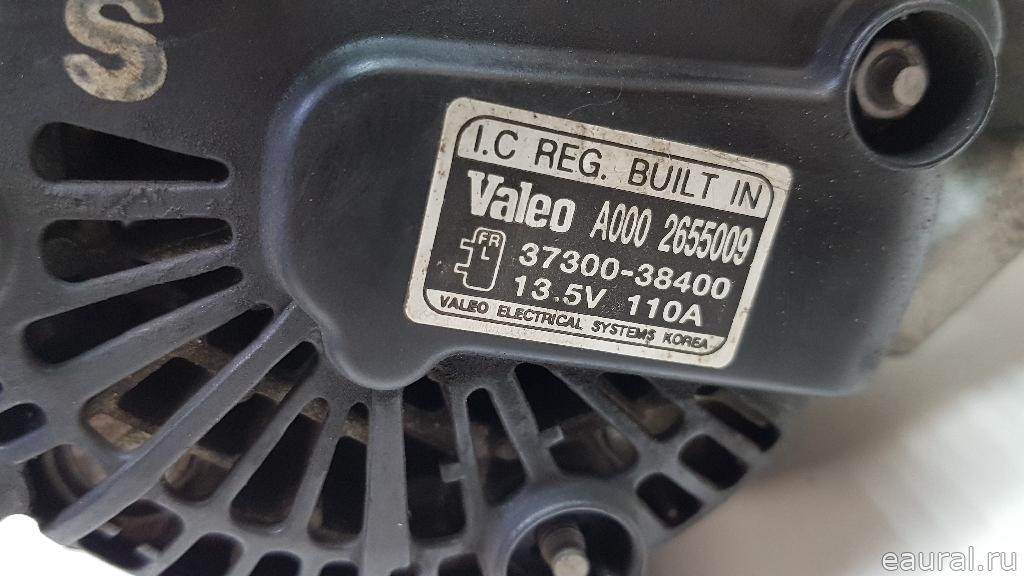 S
I.C REG. BUILT IN
Valeo A000 2655009
FR
L
37300-38400
13.5V 110A
VALEO ELECTRICAL SYSTEMS KOREA
eaural.ru